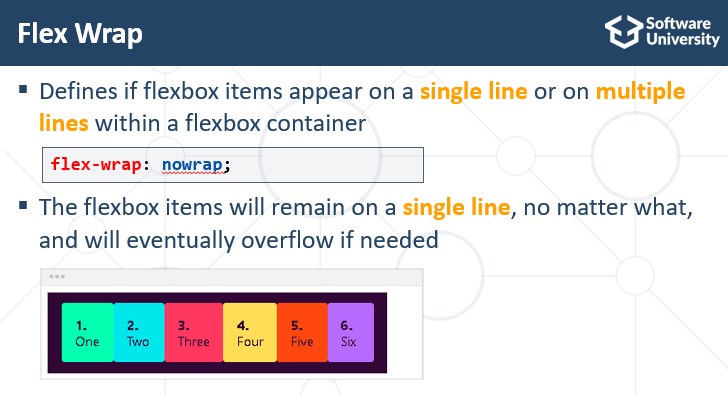 Flex Wrap
Software
University
▪ Defines if flexbox items appear on a single line or on multiple
lines within a flexbox container
flex-wrap: nowrap;
▪ The flexbox items will remain on a single line, no matter what,
and will eventually overflow if needed
1. 2. 3. 4. 5. 6.
One Two Three Four Five Six